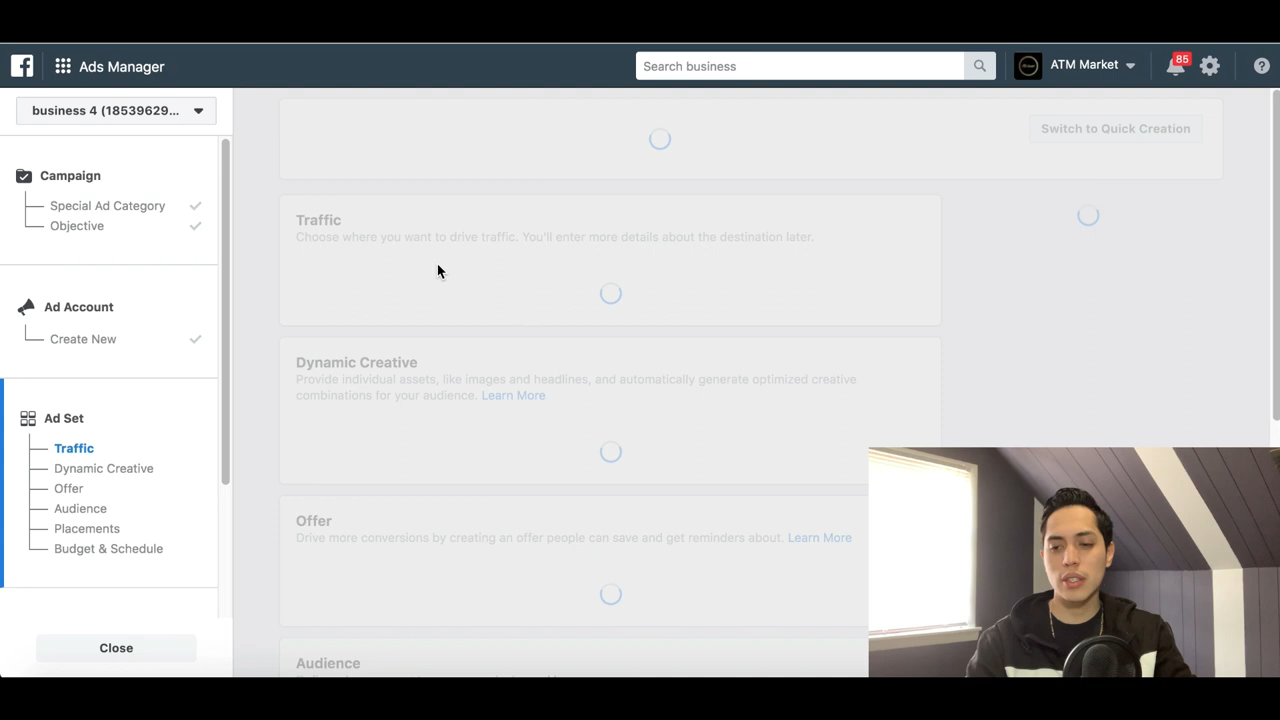 Ads Manager
Search business
ATM Market
85
business 4 (18539629...
Campaign
Special Ad Category
Objective
Ad Account
Create New
Ad Set
Traffic
Dynamic Creative
Offer
Audience
Placements
Budget & Schedule
Close
Switch to Quick Creation
Traffic
Choose where you want to drive traffic. You'll enter more details about the destination later.
Dynamic Creative
Provide individual assets, like images and headlines, and automatically generate optimized creative
combinations for your audience. Learn More
Offer
Drive more conversions by creating an offer people can save and get reminders about. Learn More
Audience